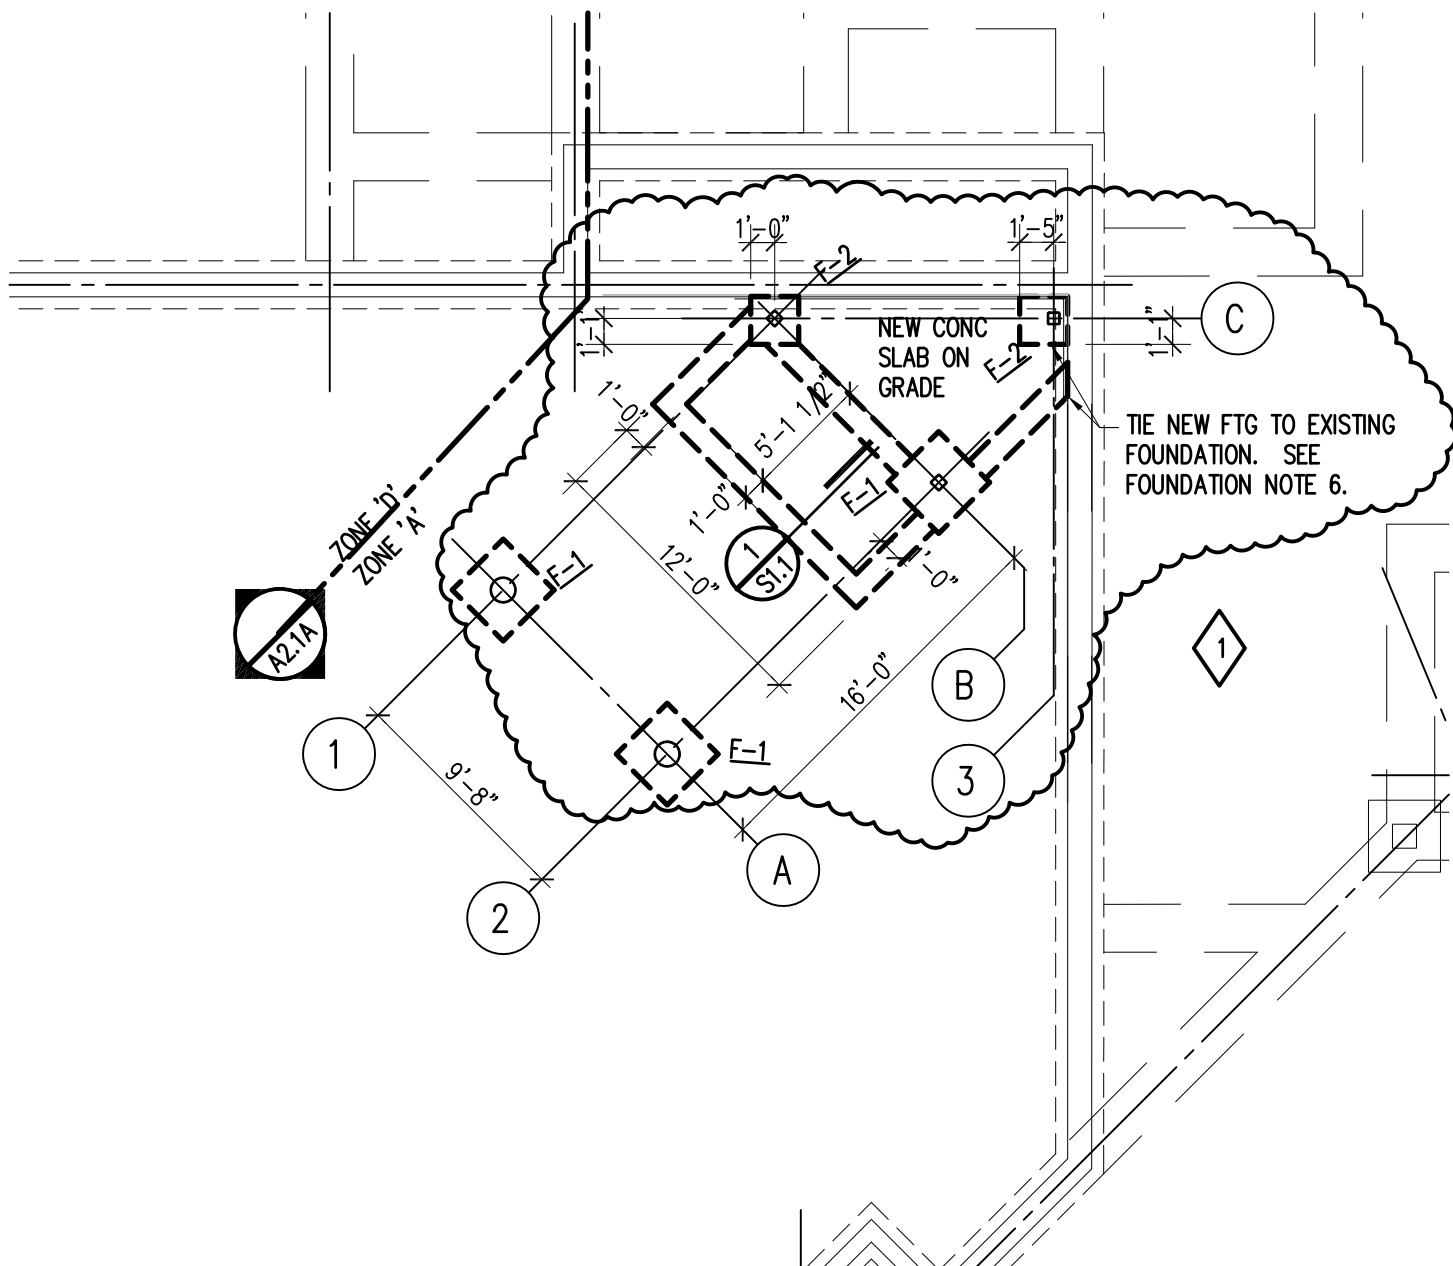 1'-0"
1'-5"
F-2
C
NEW CONC
SLAB ON
GRADE
1'-1
1'-1"
F-2
1'-0"
5'-1 1/2"
TIE NEW FTG TO EXISTING
FOUNDATION. SEE
FOUNDATION NOTE 6.
ZONE 'D'
ZONE 'A'
1'-0"
F-1
1
S1.1
12'-0"
1'-0"
F-1
A2.1A
1
16'-0"
B
1
F-1
3
9'-8"
A
2